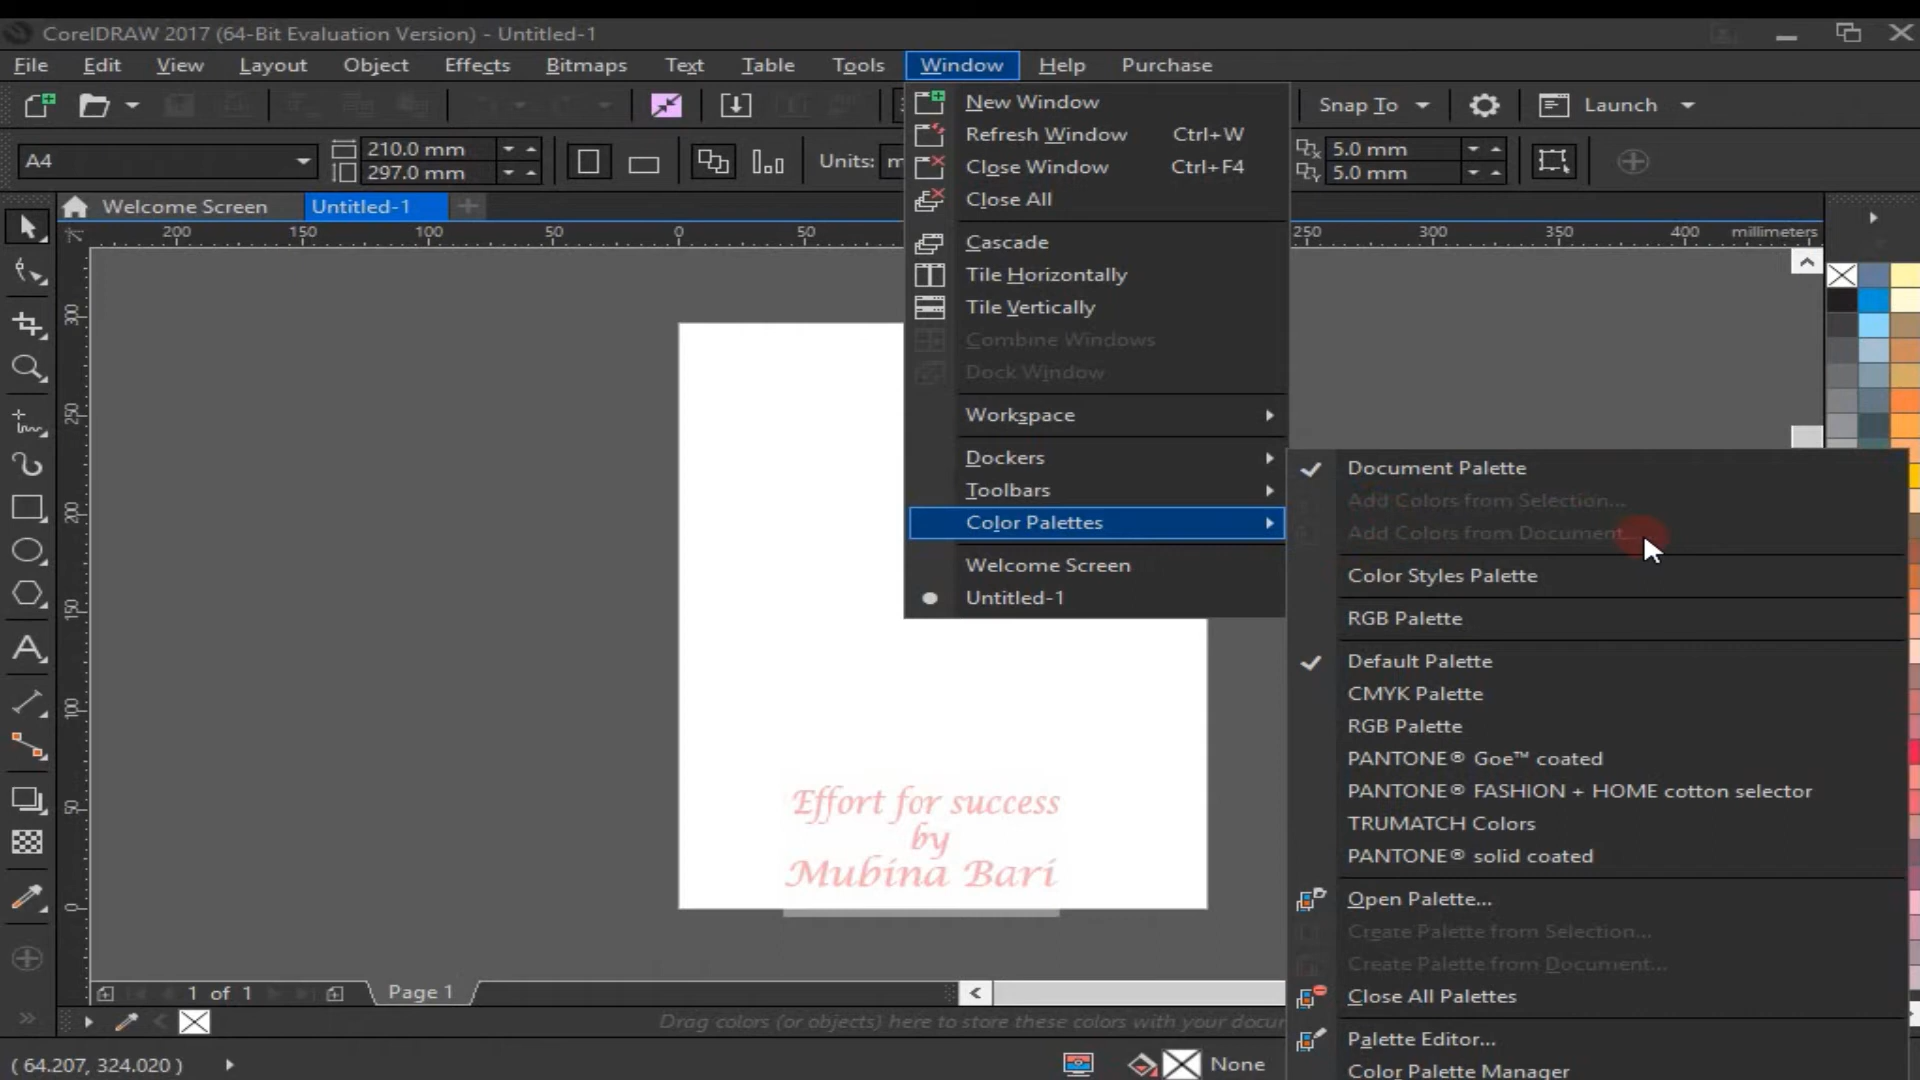 CorelDRAW 2017 (64-Bit Evaluation Version) - Untitled-1
File Edit View Layout Object Effects Bitmaps Text Table Tools Window Help Purchase
Snap To Launch
A4 210.0 mm 297.0 mm Units: 5.0 mm 5.0 mm
Welcome Screen Untitled-1
200 150 100 50 0 50 250 300 350 400 millimeters
300
250
200
150
100
50
0
New Window
Refresh Window Ctrl+W
Close Window Ctrl+F4
Close All
Cascade
Tile Horizontally
Tile Vertically
Combine Windows
Dock Window
Workspace
Dockers
Toolbars
Color Palettes
Welcome Screen
Untitled-1
Document Palette
Add Colors from Selection...
Add Colors from Document...
Color Styles Palette
RGB Palette
Default Palette
CMYK Palette
RGB Palette
PANTONE® Goe™ coated
PANTONE® FASHION + HOME cotton selector
TRUMATCH Colors
PANTONE® solid coated
Open Palette...
Create Palette from Selection...
Create Palette from Document...
Close All Palettes
Palette Editor...
Color Palette Manager
Effort for success
by
Mubina Bari
1 of 1 Page 1
Drag colors (or objects) here to store these colors with your
( 64.207, 324.020 ) None